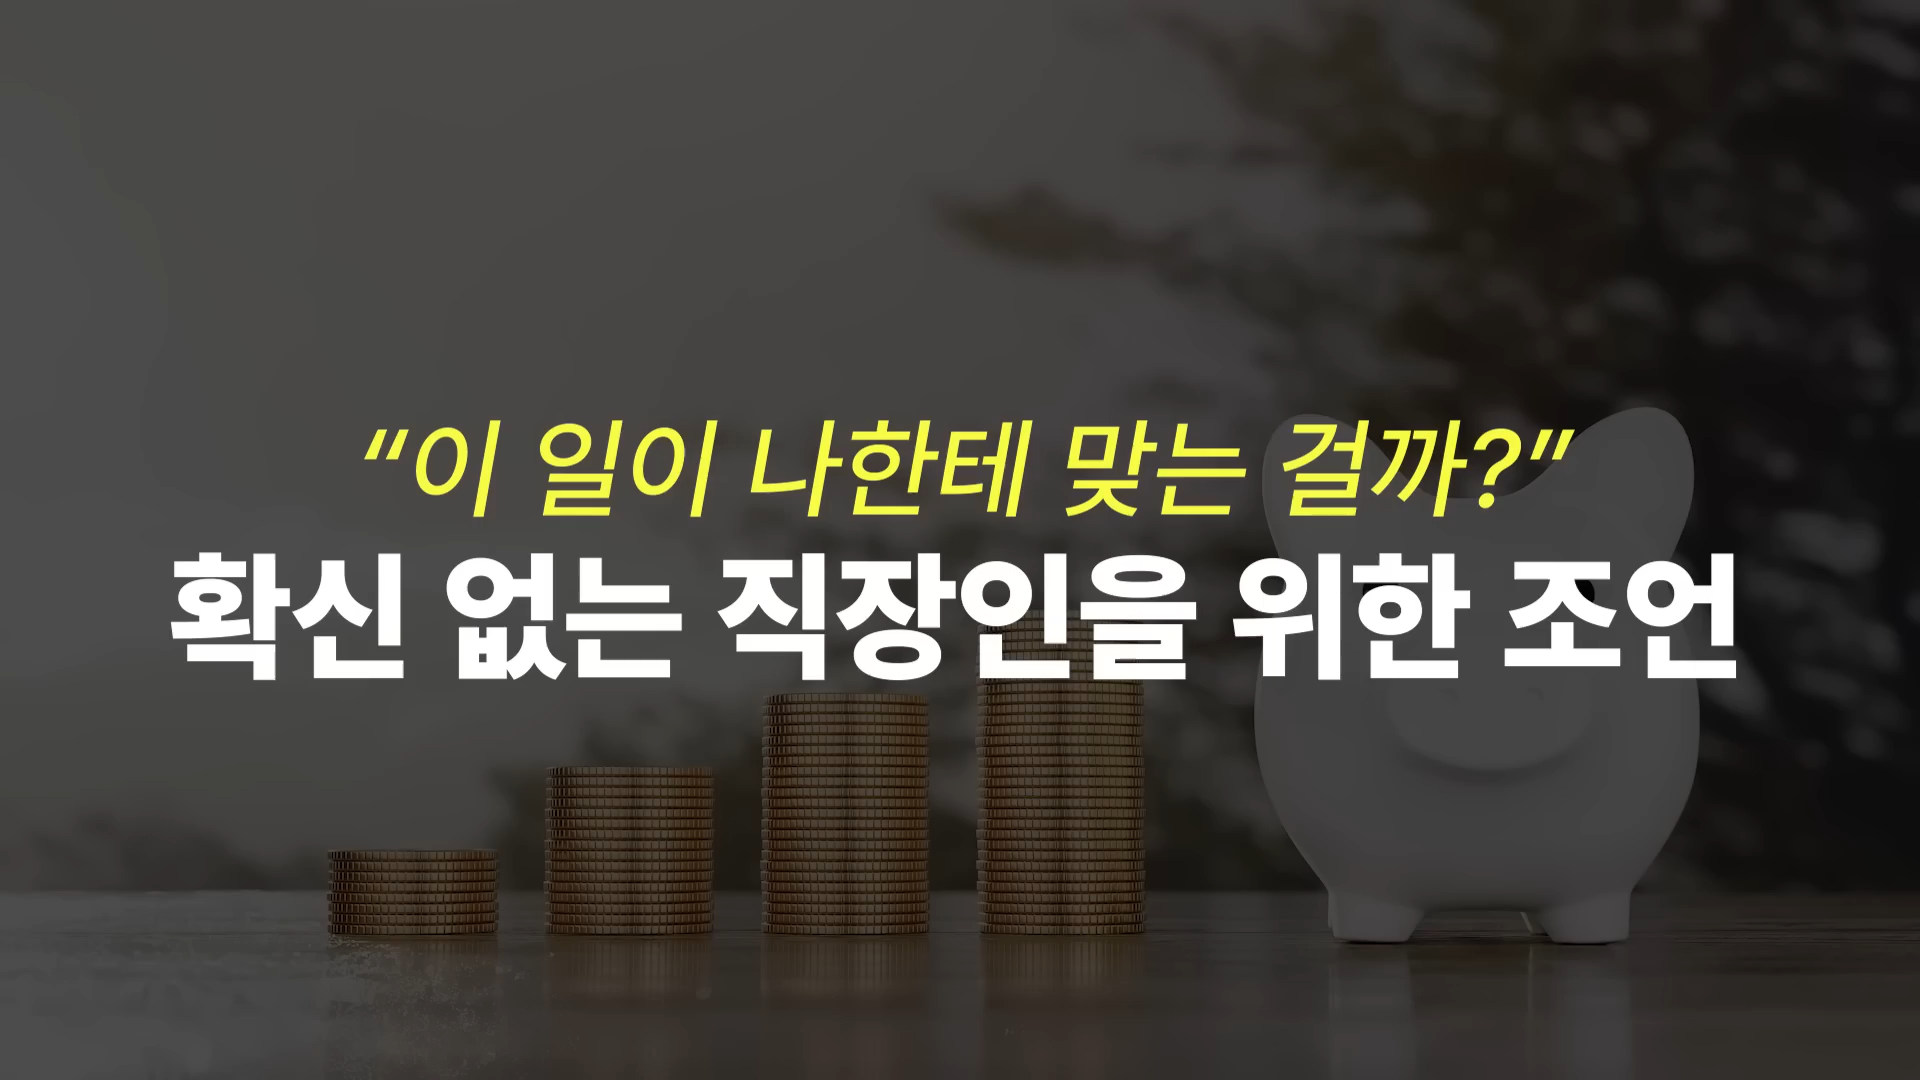 “이 일이 나한테 맞는 걸까?”
확신 없는 직장인을 위한 조언